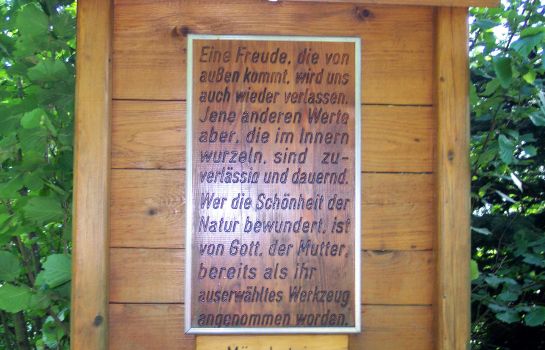 Eine Freude, die von
außen kommt, wird uns
auch wieder verlassen.
Jene anderen Werte
aber, die im Innern
wurzeln, sind zu-
verlässig und dauernd.
Wer die Schönheit der
Natur bewundert, ist
von Gott, der Mutter,
bereits als ihr
auserwähltes Werkzeug
angenommen worden.